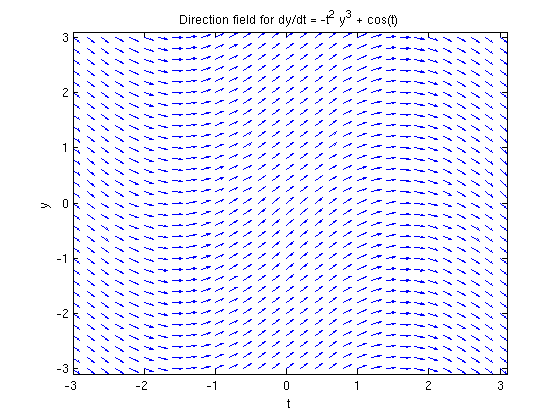 Direction field for dy/dt = -t² y³ + cos(t)
3
2
1
0
-1
-2
-3
y
-3 -2 -1 0 1 2 3
t